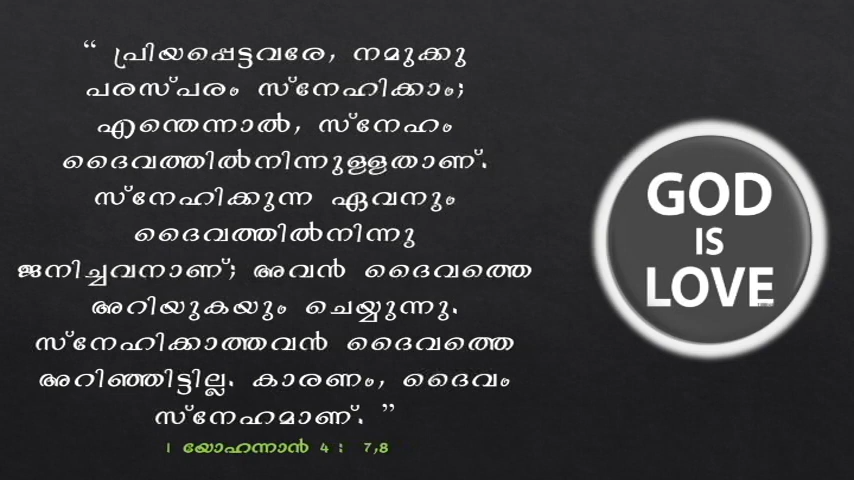 “ പ്രിയപ്പെട്ടവരേ, നമുക്കു
പരസ്പരം സ്നേഹിക്കാം;
എന്തെന്നാൽ, സ്നേഹം
ദൈവത്തിൽനിന്നുള്ളതാണ്.
സ്നേഹിക്കുന്ന ഏവനും
ദൈവത്തിൽനിന്നു
ജനിച്ചവനാണ്; അവൻ ദൈവത്തെ
അറിയുകയും ചെയ്യുന്നു.
സ്നേഹിക്കാത്തവൻ ദൈവത്തെ
അറിഞ്ഞിട്ടില്ല. കാരണം, ദൈവം
സ്നേഹമാണ്. ”
1 യോഹന്നാൻ 4 : 7,8
GOD
IS
LOVE